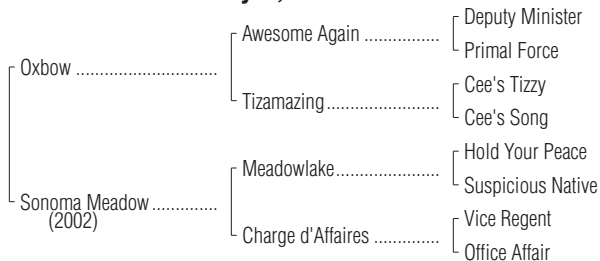 Deputy Minister
Awesome Again ................
Primal Force
Oxbow ..............................
Cee's Tizzy
Tizamazing........................
Cee's Song
Hold Your Peace
Meadowlake......................
Suspicious Native
Sonoma Meadow..............
(2002)
Vice Regent
Charge d'Affaires ..............
Office Affair